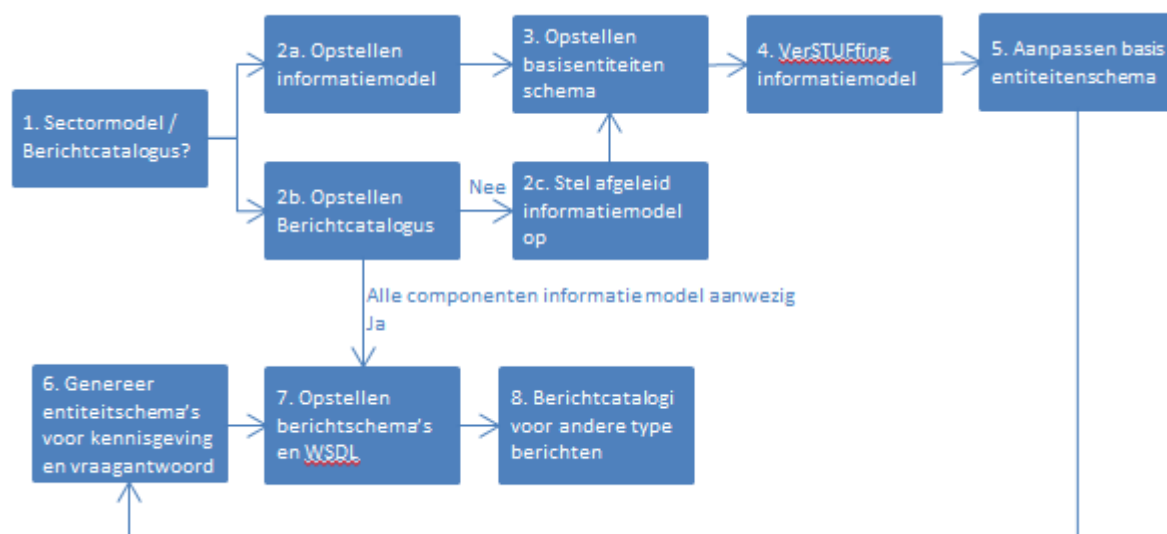 1. Sectormodel /
Berichtcatalogus?
2a. Opstellen
informatiemodel
3. Opstellen
basisentiteiten
schema
4. VerSTUFfing
informatiemodel
5. Aanpassen basis
entiteitenschema
2b. Opstellen
Berichtcatalogus
Nee
2c. Stel afgeleid
informatiemodel
op
Alle componenten informatie model aanwezig
Ja
6. Genereer
entiteitschema's
voor kennisgeving
en vraagantwoord
7. Opstellen
berichtschema's
en WSDL
8. Berichtcatalogi
voor andere type
berichten